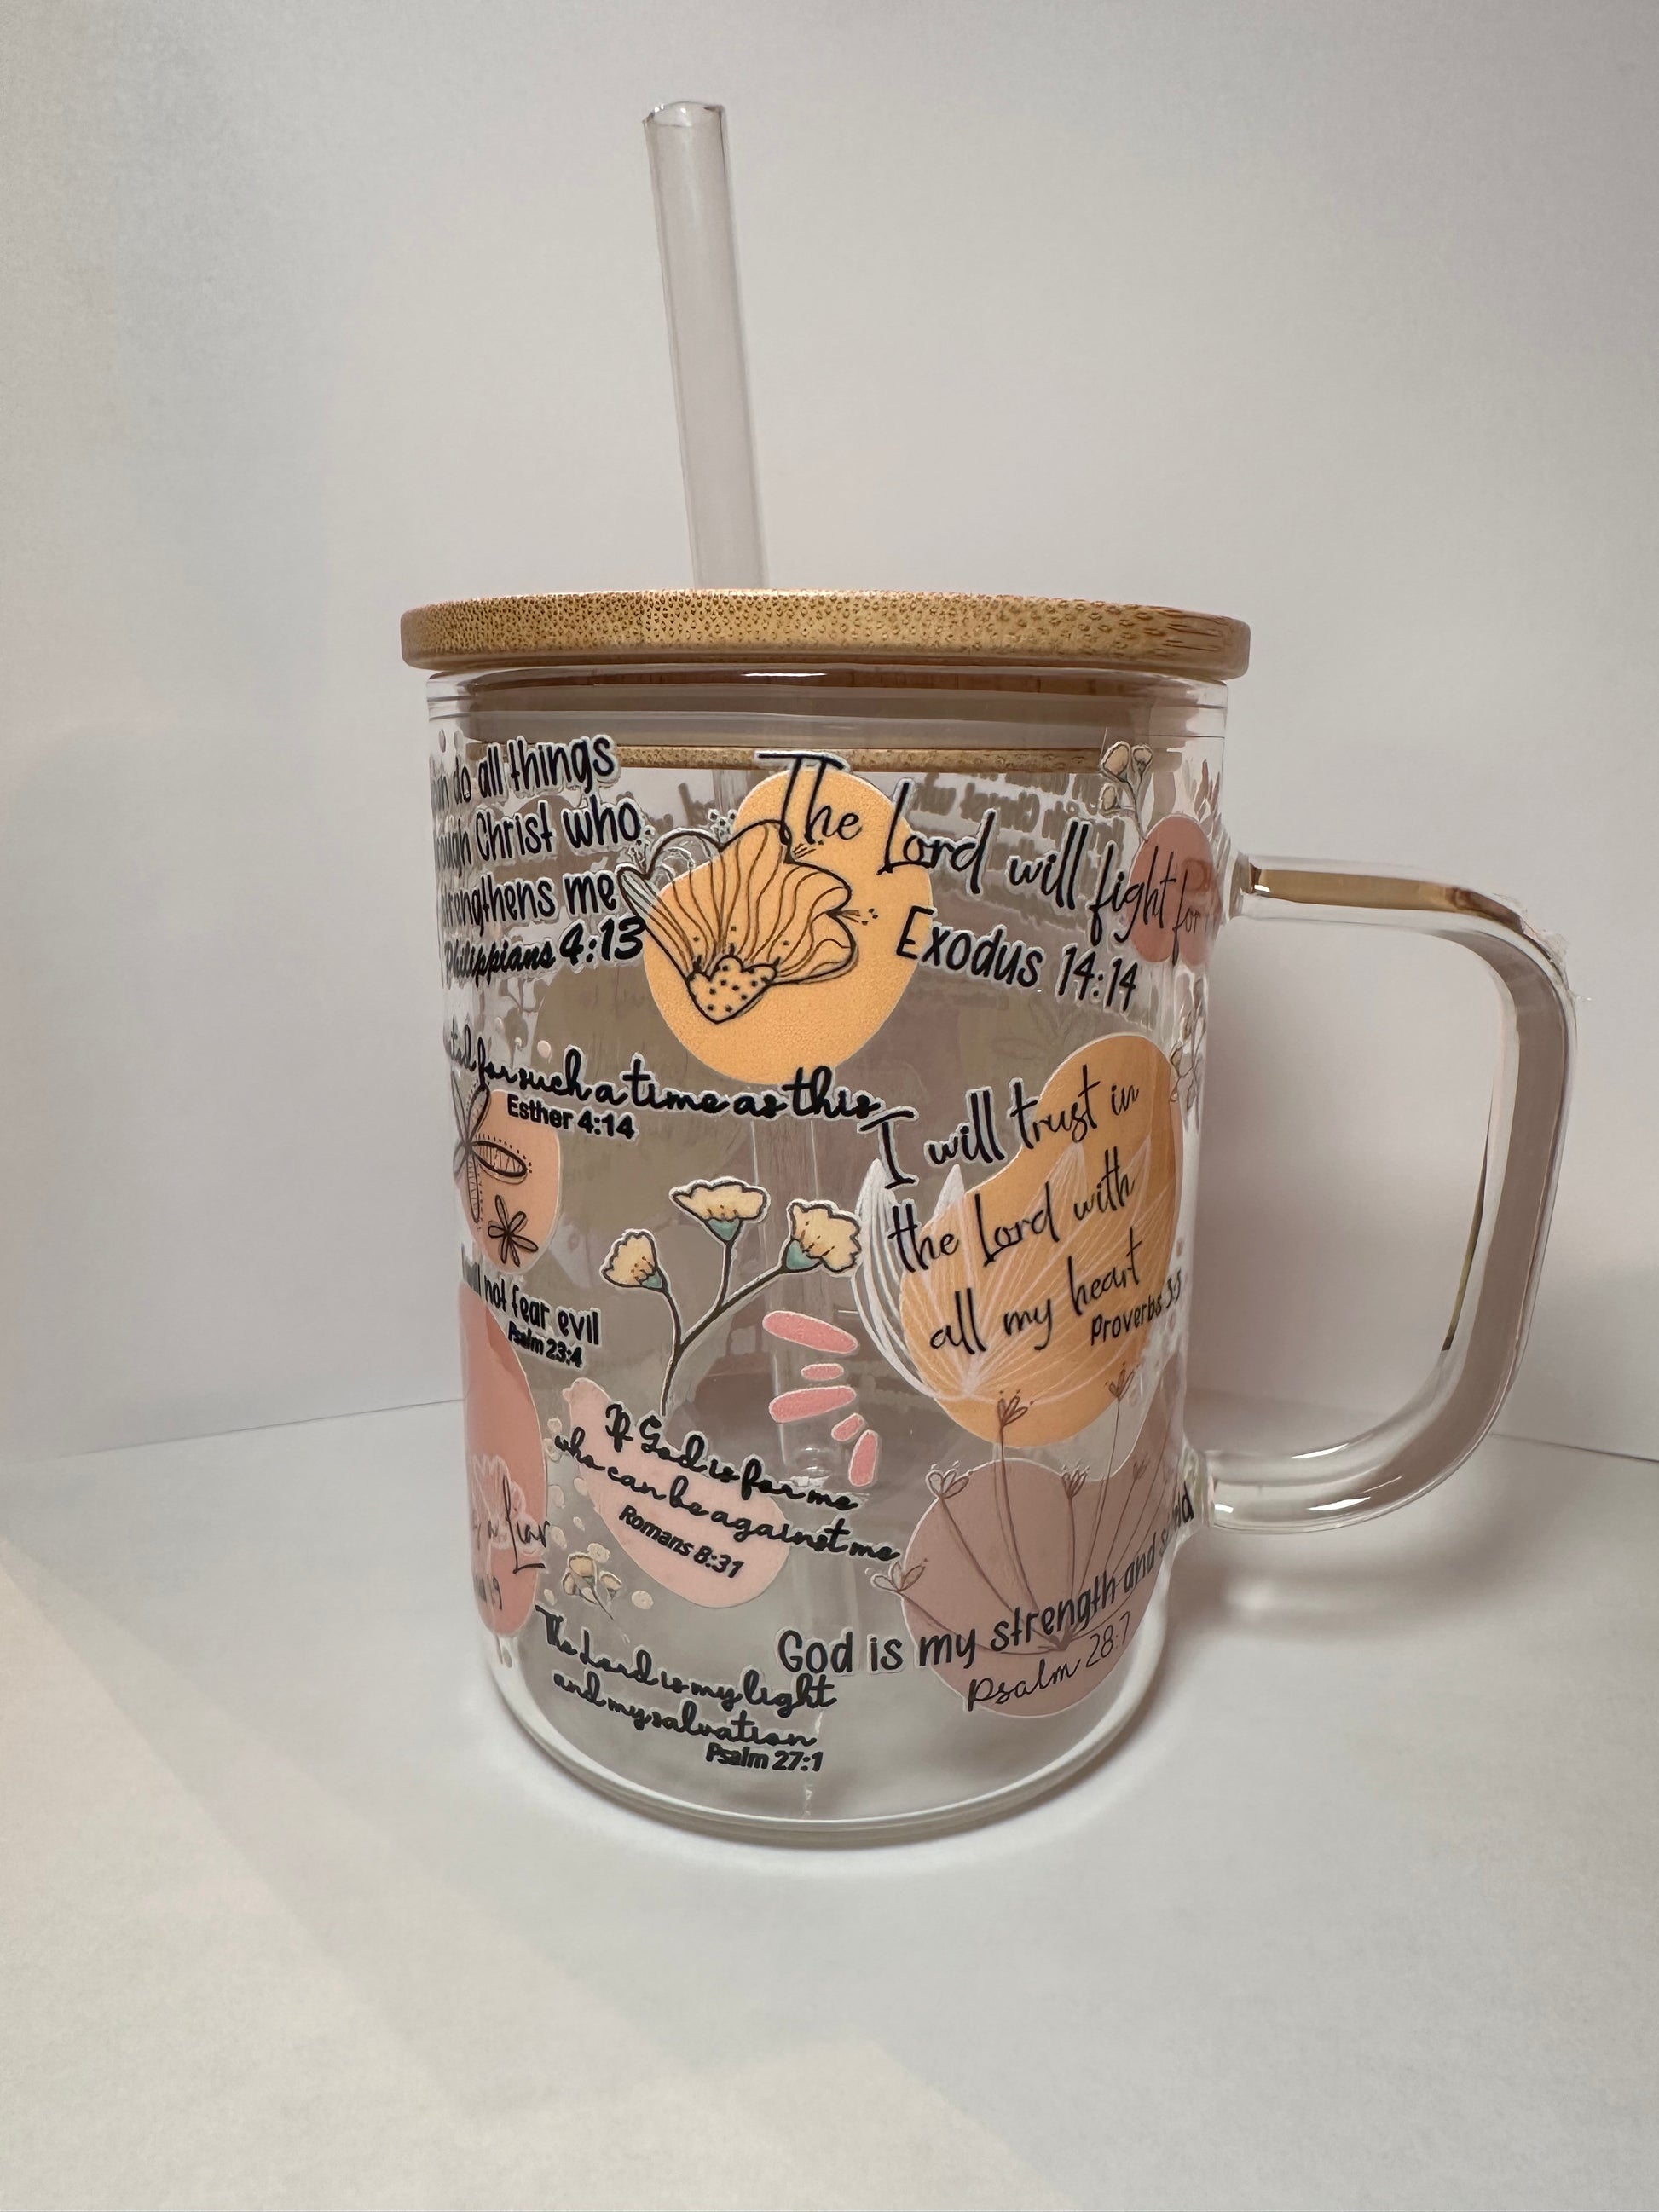 do all things
Christ who
strengthens me
Philippians 4:13
The Lord will fight for
Exodus 14:14
for such a time as this
Esther 4:14
I will trust in
the Lord with
all my heart
Proverbs 3:5
not fear evil
Psalm 23:4
If God is for me
who can be against me
Romans 8:31
God is my strength and
Psalm 28:7
The Lord is my light
and my salvation
Psalm 27:1